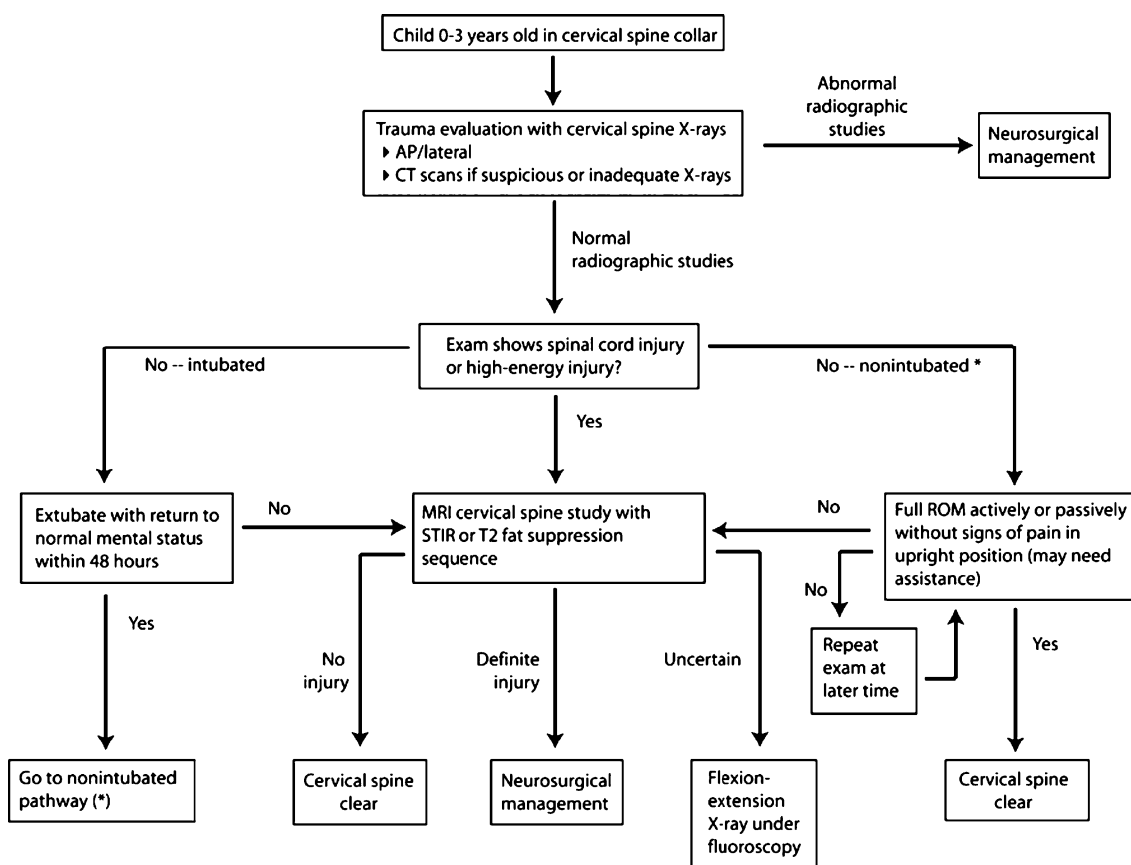 Child 0-3 years old in cervical spine collar
Abnormal
radiographic
studies
Trauma evaluation with cervical spine X-rays
▸ AP/lateral
▸ CT scans if suspicious or inadequate X-rays
Neurosurgical
management
Normal
radiographic studies
Exam shows spinal cord injury
or high-energy injury?
No -- intubated
No -- nonintubated *
Yes
Extubate with return to
normal mental status
within 48 hours
No
MRI cervical spine study with
STIR or T2 fat suppression
sequence
No
Full ROM actively or passively
without signs of pain in
upright position (may need
assistance)
No
Yes
No
injury
Definite
injury
Uncertain
Repeat
exam at
later time
Yes
Go to nonintubated
pathway (*)
Cervical spine
clear
Neurosurgical
management
Flexion-
extension
X-ray under
fluoroscopy
Cervical spine
clear